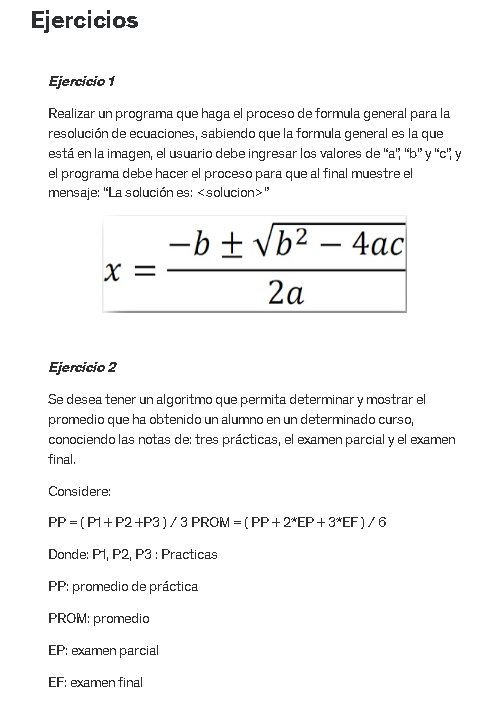 Ejercicios
Ejercicio 1
Realizar un programa que haga el proceso de formula general para la
resolución de ecuaciones, sabiendo que la formula general es la que
está en la imagen, el usuario debe ingresar los valores de “a”, “b” y “c”, y
el programa debe hacer el proceso para que al final muestre el
mensaje: “La solución es: <solucion>”
x = −b ± √b² − 4ac / 2a
Ejercicio 2
Se desea tener un algoritmo que permita determinar y mostrar el
promedio que ha obtenido un alumno en un determinado curso,
conociendo las notas de: tres prácticas, el examen parcial y el examen
final.
Considere:
PP = ( P1 + P2 +P3 ) / 3 PROM = ( PP + 2*EP + 3*EF ) / 6
Donde: P1, P2, P3 : Practicas
PP: promedio de práctica
PROM: promedio
EP: examen parcial
EF: examen final